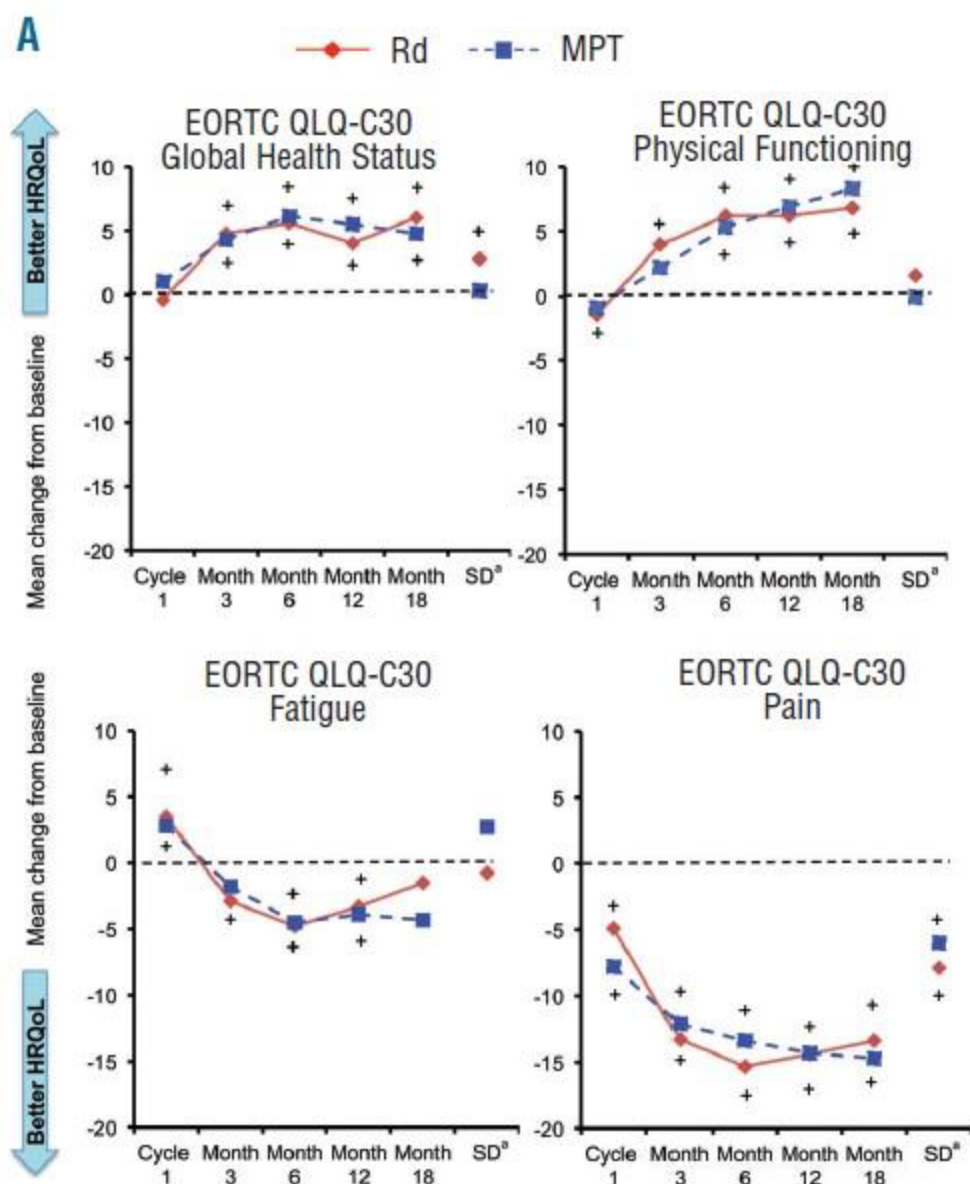 A
Rd MPT
Better HRQoL
Mean change from baseline
EORTC QLQ-C30
Global Health Status
10
5
0
-5
-10
-15
-20
Cycle Month Month Month Month SDa
1 3 6 12 18
EORTC QLQ-C30
Physical Functioning
10
5
0
-5
-10
-15
-20
Cycle Month Month Month Month SDa
1 3 6 12 18
Mean change from baseline
Better HRQoL
EORTC QLQ-C30
Fatigue
10
5
0
-5
-10
-15
-20
Cycle Month Month Month Month SDa
1 3 6 12 18
EORTC QLQ-C30
Pain
10
5
0
-5
-10
-15
-20
Cycle Month Month Month Month SDa
1 3 6 12 18